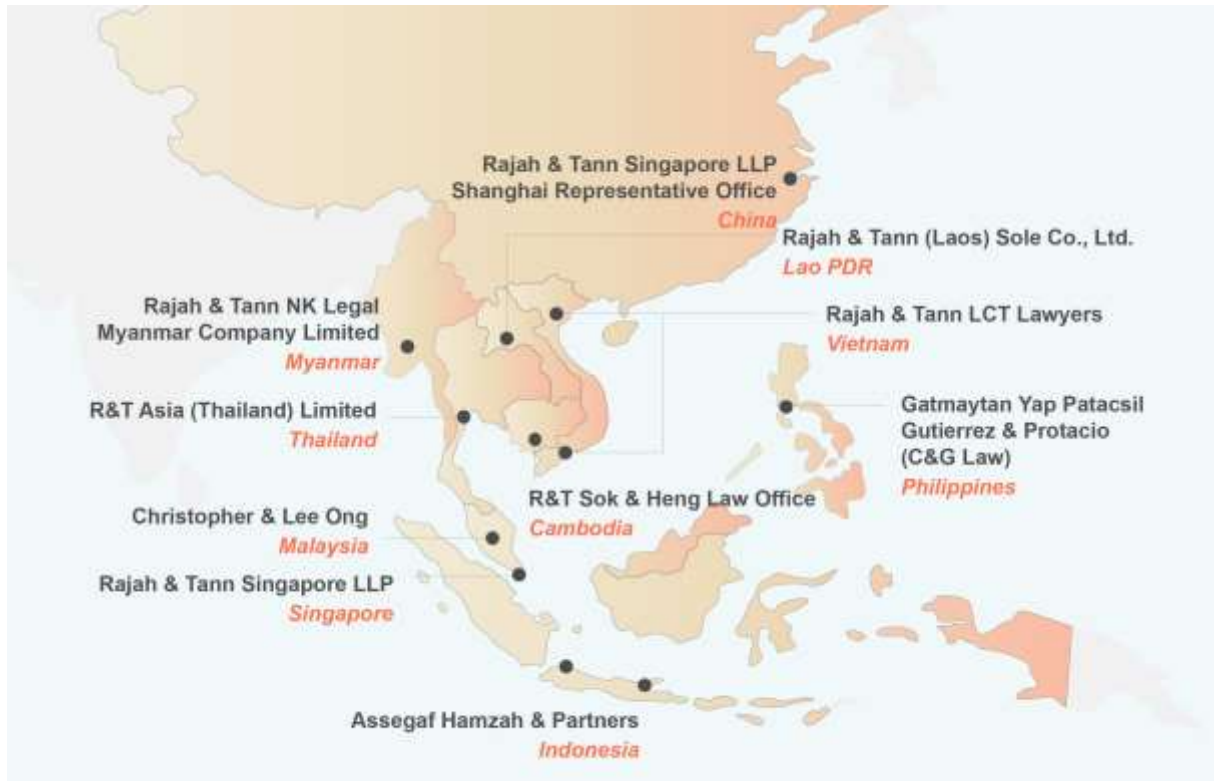 Rajah & Tann Singapore LLP
Shanghai Representative Office
China
Rajah & Tann (Laos) Sole Co., Ltd.
Lao PDR
Rajah & Tann NK Legal
Myanmar Company Limited
Myanmar
Rajah & Tann LCT Lawyers
Vietnam
R&T Asia (Thailand) Limited
Thailand
Gatmaytan Yap Patacsil
Gutierrez & Protacio
(C&G Law)
Philippines
R&T Sok & Heng Law Office
Cambodia
Christopher & Lee Ong
Malaysia
Rajah & Tann Singapore LLP
Singapore
Assegaf Hamzah & Partners
Indonesia